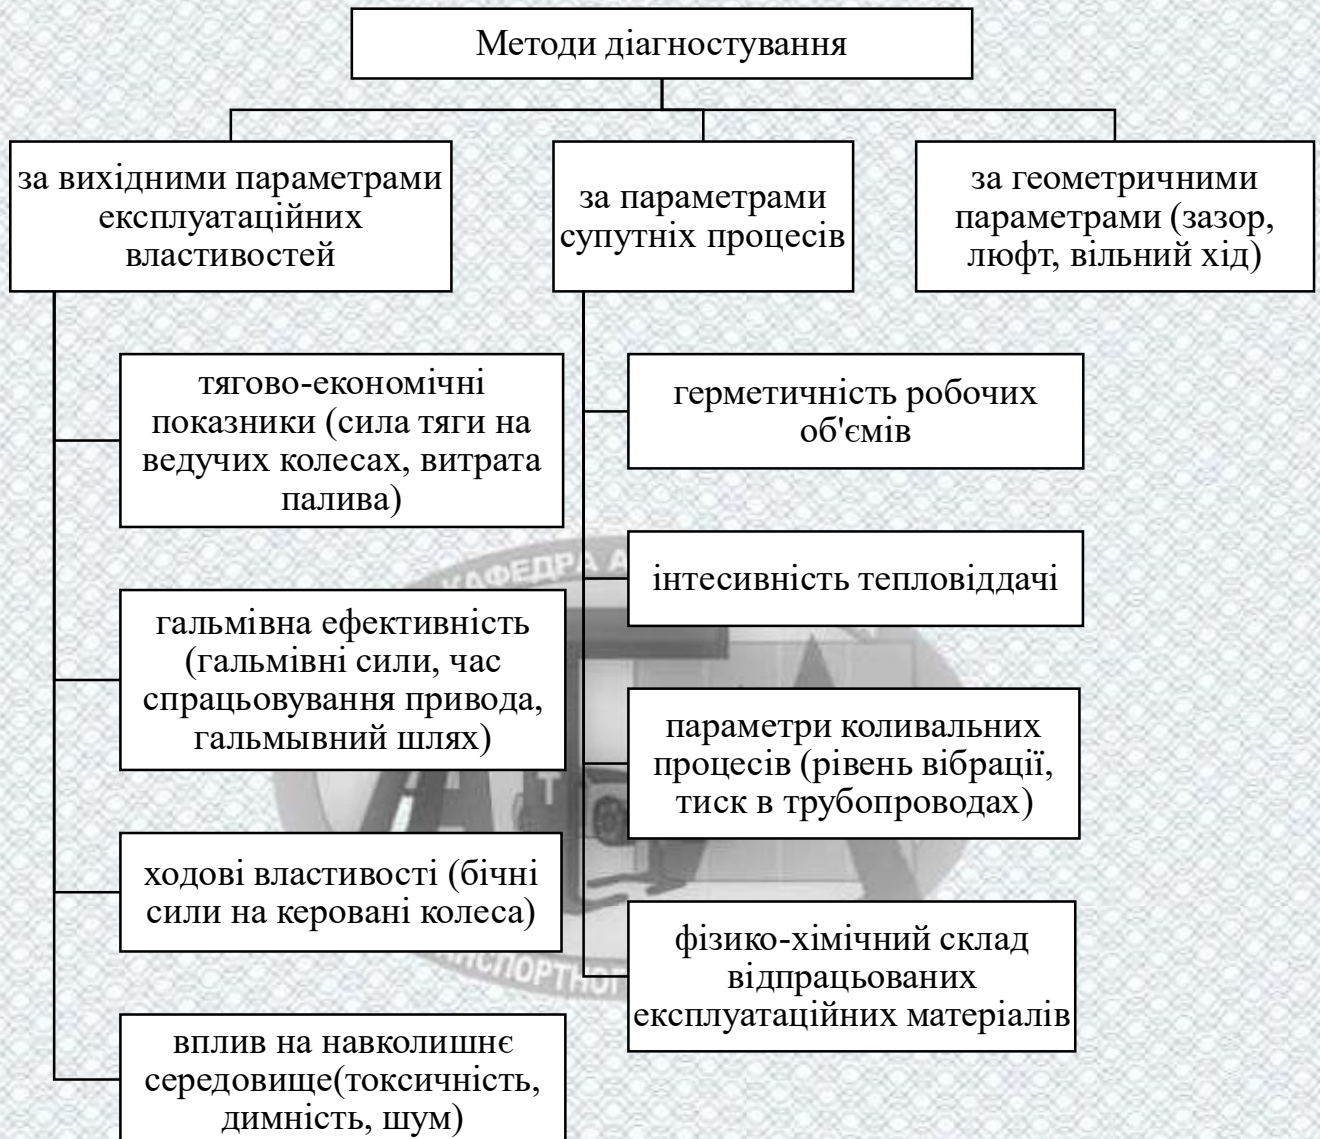 Методи діагностування
за вихідними параметрами
експлуатаційних
властивостей
за параметрами
супутніх процесів
за геометричними
параметрами (зазор,
люфт, вільний хід)
тягово-економічні
показники (сила тяги на
ведучих колесах, витрата
палива)
гальмівна ефективність
(гальмівні сили, час
спрацьовування привода,
гальмывний шлях)
ходові властивості (бічні
сили на керовані колеса)
вплив на навколишнє
середовище(токсичність,
димність, шум)
герметичність робочих
об'ємів
інтесивність тепловіддачі
параметри коливальних
процесів (рівень вібрації,
тиск в трубопроводах)
фізико-хімічний склад
відпрацьованих
експлуатаційних матеріалів
КАФЕДРА